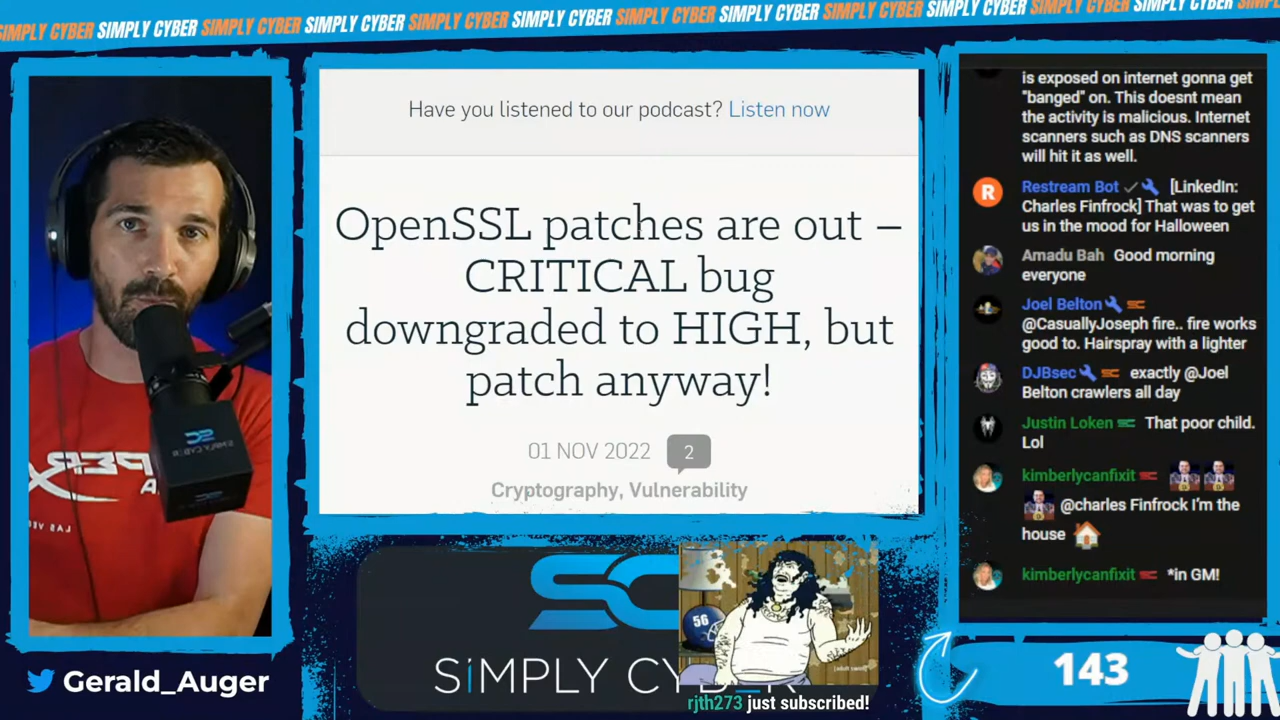 SIMPLY CYBER SIMPLY CYBER SIMPLY CYBER SIMPLY CYBER SIMPLY CYBER SIMPLY CYBER SIMPLY CYBER SIMPLY CYBER SIMPLY CYBER SIMPLY CYBER SIMPLY CYBER SIMPLY CYBER
Have you listened to our podcast? Listen now
OpenSSL patches are out –
CRITICAL bug
downgraded to HIGH, but
patch anyway!
01 NOV 2022 2
Cryptography, Vulnerability
is exposed on internet gonna get
"banged" on. This doesnt mean
the activity is malicious. Internet
scanners such as DNS scanners
will hit it as well.
R Restream Bot [LinkedIn:
Charles Finfrock] That was to get
us in the mood for Halloween
Amadu Bah Good morning
everyone
Joel Belton
@CasuallyJoseph fire.. fire works
good to. Hairspray with a lighter
DJBsec exactly @Joel
Belton crawlers all day
Justin Loken That poor child.
Lol
kimberlycanfixit
@charles Finfrock I'm the
house
kimberlycanfixit *in GM!
SIMPLY CYBER
56
rjth273 just subscribed!
Gerald_Auger
143